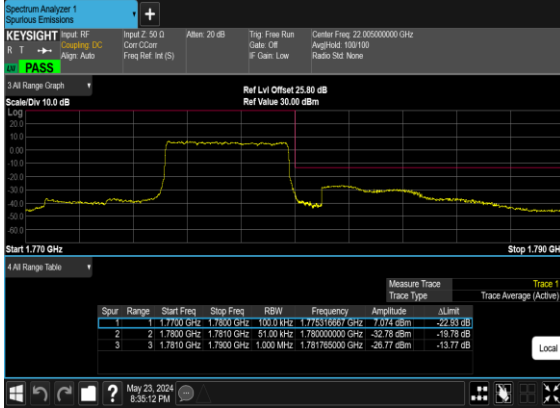 Spectrum Analyzer 1
Spurious Emissions
+
KEYSIGHT Input: RF Input Z: 50 Ω Atten: 20 dB Trig: Free Run Center Freq: 22.005000000 GHz
R T Coupling: DC Corr CCorr Gate: Off Avg|Hold: 100/100
Align: Auto Freq Ref: Int (S) IF Gain: Low Radio Std: None
LXI PASS
3 All Range Graph
Ref Lvl Offset 25.80 dB
Scale/Div 10.0 dB Ref Value 30.00 dBm
Log
20.0
10.0
0.00
-10.0
-20.0
-30.0
-40.0
-50.0
-60.0
Start 1.770 GHz Stop 1.790 GH
4 All Range Table
Measure Trace Trace 1
Trace Type Trace Average (Active)
Spur Range Start Freq Stop Freq RBW Frequency Amplitude ΔLimit
1 1 1.7700 GHz 1.7800 GHz 100.0 kHz 1.775316667 GHz 7.074 dBm -22.93 dB
2 2 1.7800 GHz 1.7810 GHz 51.00 kHz 1.780000000 GHz -32.78 dBm -19.78 dB
3 3 1.7810 GHz 1.7900 GHz 1.000 MHz 1.781765000 GHz -26.77 dBm -13.77 dB
Local
? May 23, 2024
8:35:12 PM